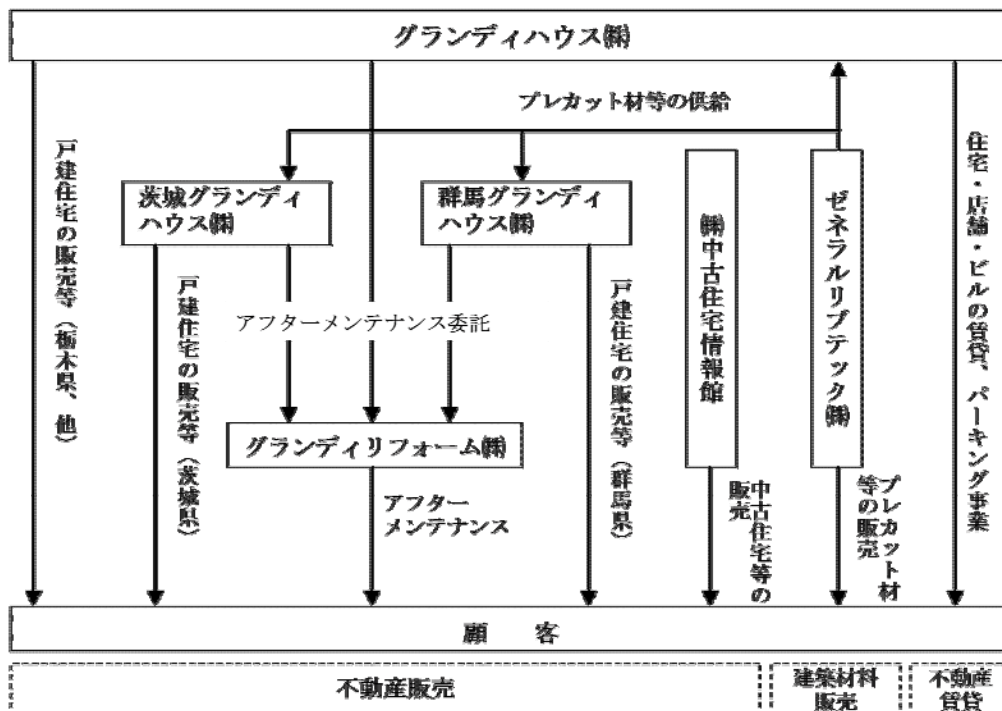 グランディハウス㈱
プレカット材等の供給
戸建住宅の販売等（栃木県、他）
茨城グランディ
ハウス㈱
群馬グランディ
ハウス㈱
㈱中古住宅情報館
ゼネラルリブテック㈱
住宅・店舗・ビルの賃貸、パーキング事業
戸建住宅の販売等（茨城県）
アフターメンテナンス委託
戸建住宅の販売等（群馬県）
グランディリフォーム㈱
アフター
メンテナンス
中古住宅等の
販売
プレカット材
等の販売
顧　客
不動産販売
建築材料
販売
不動産
賃貸